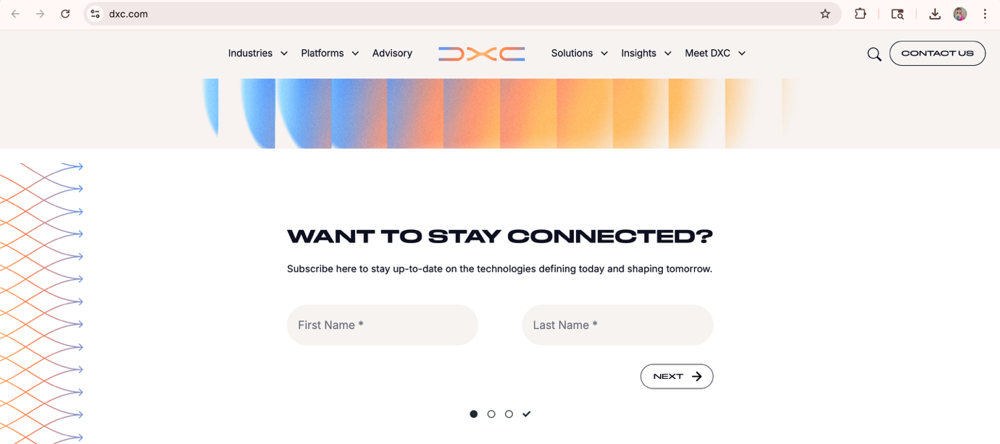 dxc.com
Industries Platforms Advisory DXC Solutions Insights Meet DXC CONTACT US
WANT TO STAY CONNECTED?
Subscribe here to stay up-to-date on the technologies defining today and shaping tomorrow.
First Name * Last Name *
NEXT